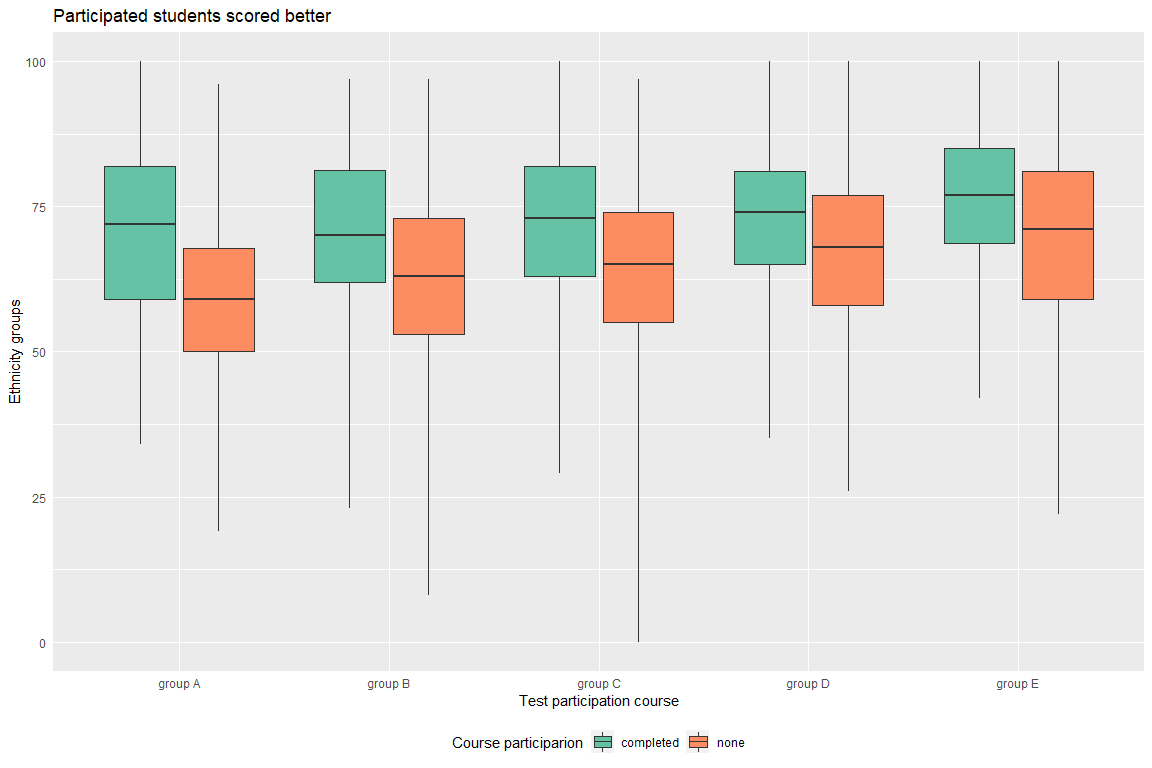 Participated students scored better
Ethnicity groups
100
75
50
25
0
group A group B group C group D group E
Test participation course
Course participarion completed none